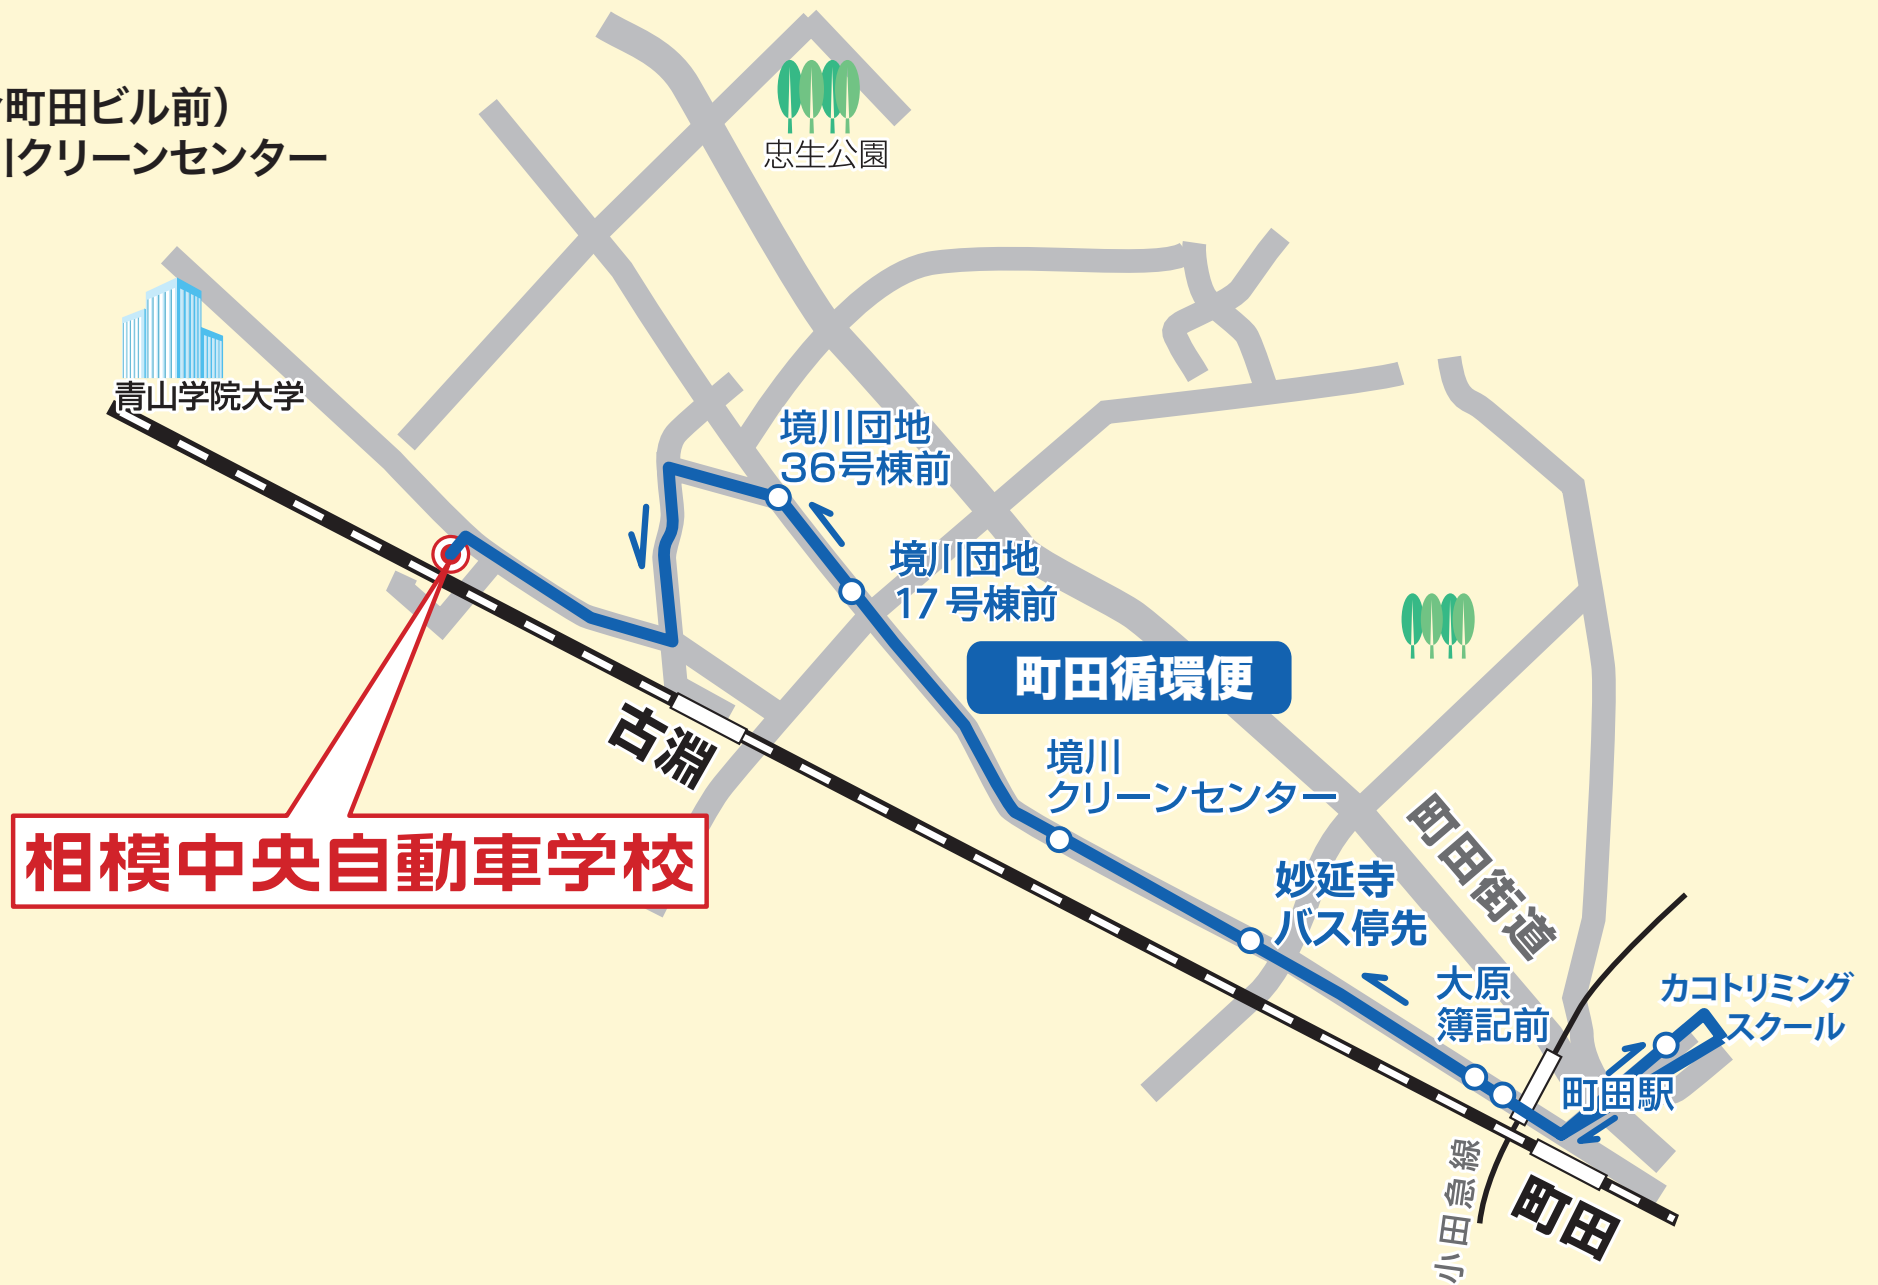 町田ビル前）
クリーンセンター
忠生公園
青山学院大学
境川団地
36号棟前
境川団地
17号棟前
町田循環便
古淵
境川
クリーンセンター
相模中央自動車学校
町田街道
妙延寺
バス停先
大原
簿記前
カコトリミング
スクール
町田駅
小田急線
町田